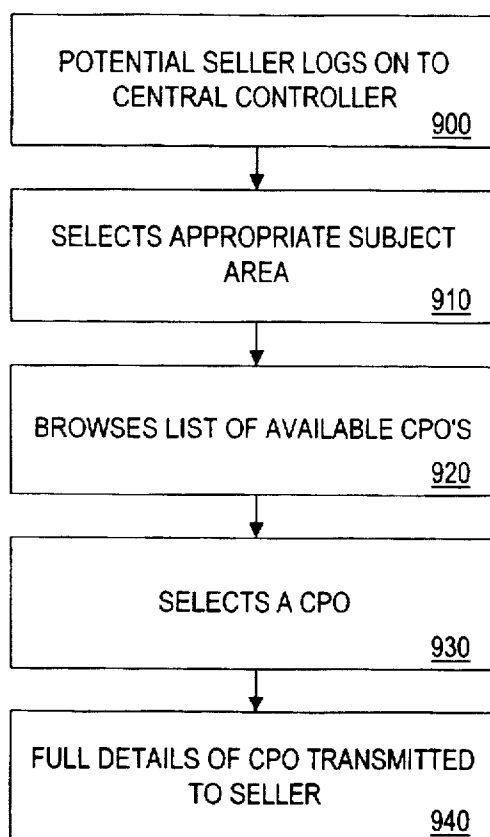 POTENTIAL SELLER LOGS ON TO
CENTRAL CONTROLLER
900
SELECTS APPROPRIATE SUBJECT
AREA
910
BROWSES LIST OF AVAILABLE CPO'S
920
SELECTS A CPO
930
FULL DETAILS OF CPO TRANSMITTED
TO SELLER
940